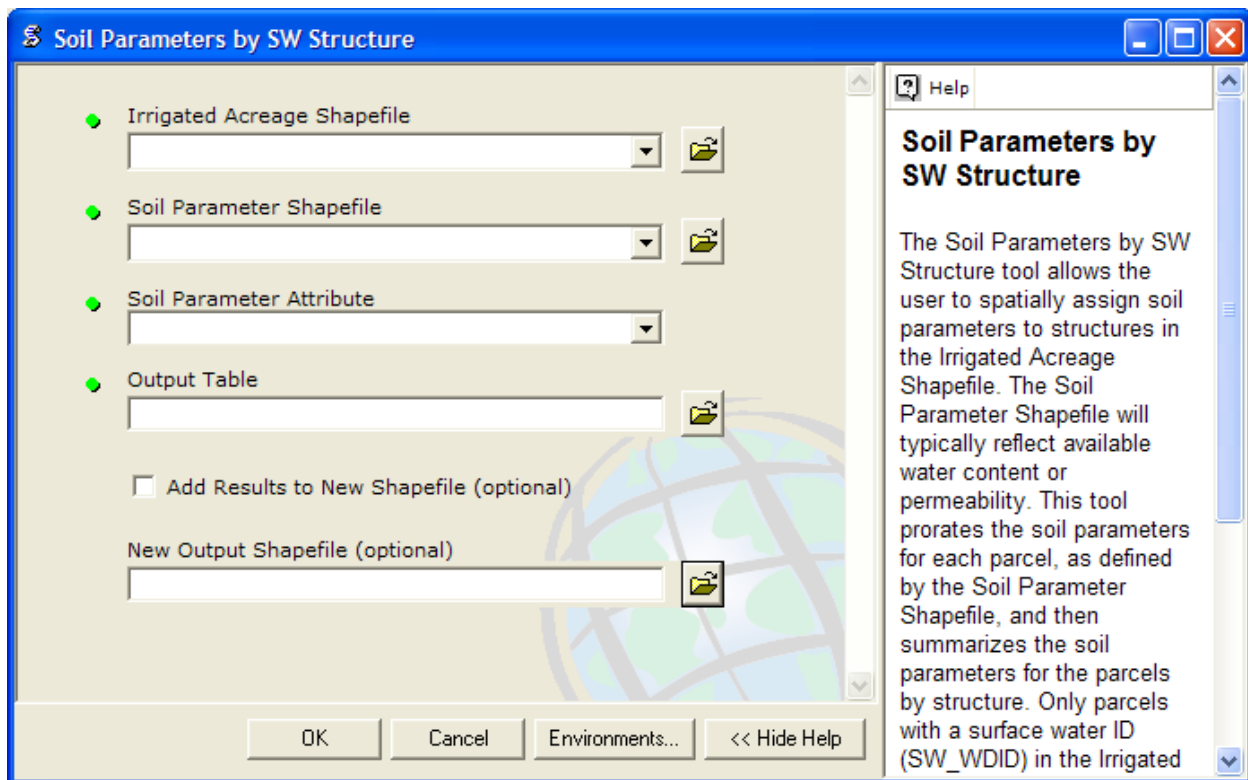 Soil Parameters by SW Structure
Irrigated Acreage Shapefile
Soil Parameter Shapefile
Soil Parameter Attribute
Output Table
Add Results to New Shapefile (optional)
New Output Shapefile (optional)
OK
Cancel
Environments...
<< Hide Help
Help
Soil Parameters by
SW Structure
The Soil Parameters by SW
Structure tool allows the
user to spatially assign soil
parameters to structures in
the Irrigated Acreage
Shapefile. The Soil
Parameter Shapefile will
typically reflect available
water content or
permeability. This tool
prorates the soil parameters
for each parcel, as defined
by the Soil Parameter
Shapefile, and then
summarizes the soil
parameters for the parcels
by structure. Only parcels
with a surface water ID
(SW_WDID) in the Irrigated